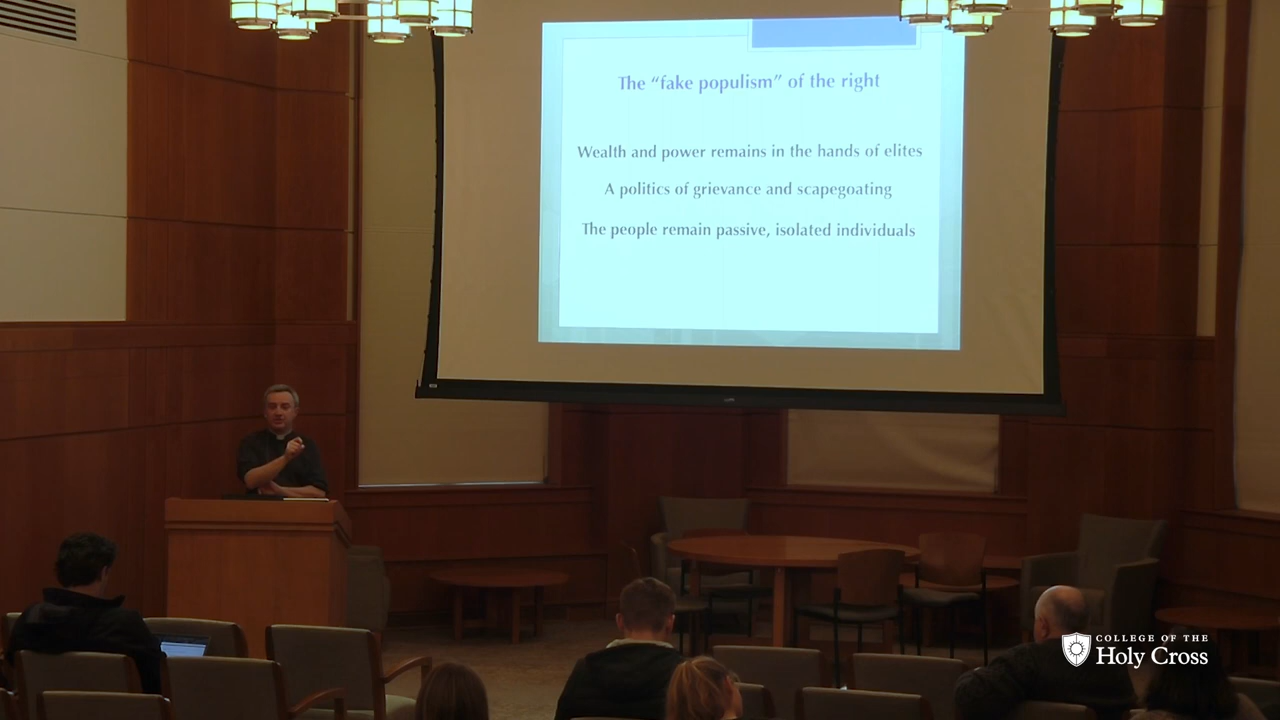 The “fake populism” of the right
Wealth and power remains in the hands of elites
A politics of grievance and scapegoating
The people remain passive, isolated individuals
COLLEGE OF THE
Holy Cross